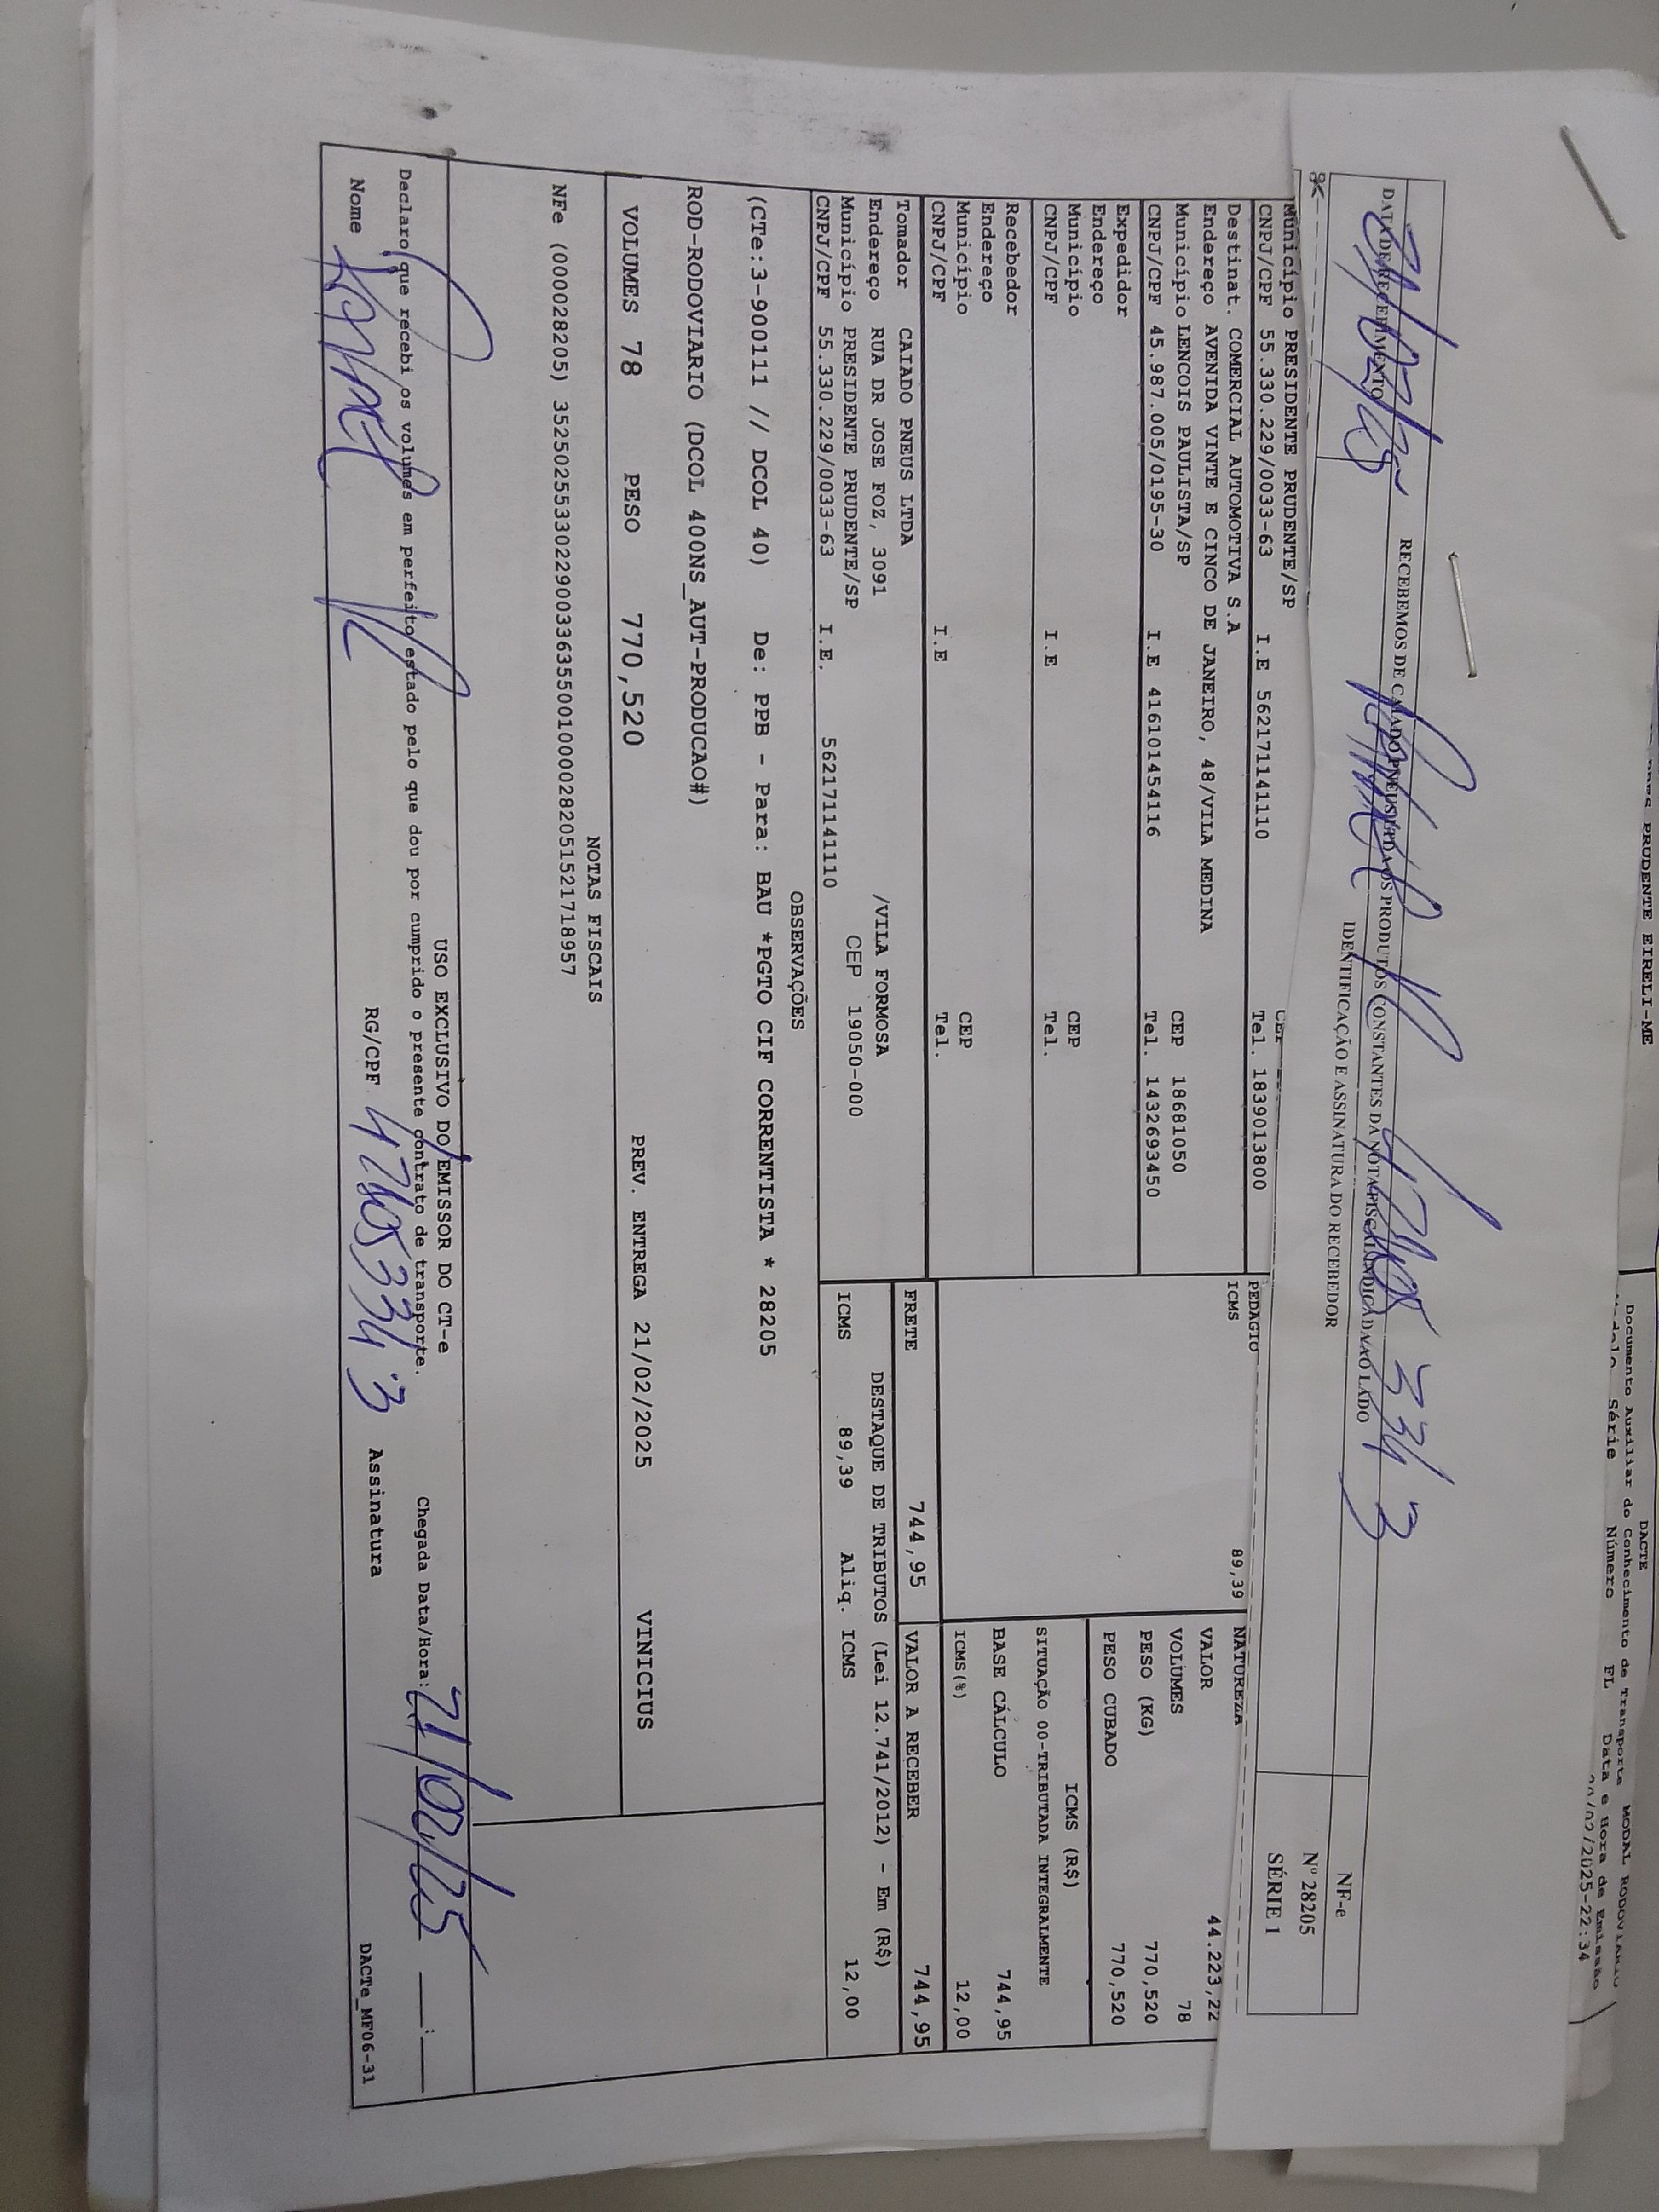 PRES PRUDENTE EIRELI-ME
DACTE
Documento Auxiliar do Conhecimento de Transporte MODAL RODOVIARIO
Modelo Série Número FL Data e Hora de Emissão
20/02/2025-22:34
RECEBEMOS DE CAIADO PNEUS LTDA OS PRODUTOS CONSTANTES DA NOTA FISCAL INDICADA AO LADO
DATA DE RECEBIMENTO
IDENTIFICAÇÃO E ASSINATURA DO RECEBEDOR
NF-e
Nº 28205
SÉRIE 1
Município PRESIDENTE PRUDENTE/SP CEP
CNPJ/CPF 55.330.229/0033-63 I.E 562171141110 Tel. 1839013800
Destinat. COMERCIAL AUTOMOTIVA S.A
Endereço AVENIDA VINTE E CINCO DE JANEIRO, 48/VILA MEDINA
Município LENCOIS PAULISTA/SP CEP 18681050
CNPJ/CPF 45.987.005/0195-30 I.E 416101454116 Tel. 1432693450
Expedidor
Endereço
Município CEP
CNPJ/CPF I.E Tel.
Recebedor
Endereço
Município CEP
CNPJ/CPF I.E Tel.
Tomador CAIADO PNEUS LTDA
Endereço RUA DR JOSE FOZ, 3091 /VILA FORMOSA
Município PRESIDENTE PRUDENTE/SP CEP 19050-000
CNPJ/CPF 55.330.229/0033-63 I.E. 562171141110
PEDAGIO
ICMS 89,39
NATUREZA
VALOR 44.223,22
VOLUMES 78
PESO (KG) 770,520
PESO CUBADO 770,520
ICMS (R$)
SITUAÇÃO 00-TRIBUTADA INTEGRALMENTE
BASE CÁLCULO 744,95
ICMS(%) 12,00
FRETE 744,95 VALOR A RECEBER 744,95
DESTAQUE DE TRIBUTOS (Lei 12.741/2012) - Em (R$)
ICMS 89,39 Aliq. ICMS 12,00
OBSERVAÇÕES
(CTe:3-900111 // DCOL 40) De: PPB - Para: BAU *PGTO CIF CORRENTISTA * 28205
ROD-RODOVIARIO (DCOL 400NS_AUT-PRODUCAO#)
VOLUMES 78 PESO 770,520 PREV. ENTREGA 21/02/2025 VINICIUS
NOTAS FISCAIS
NFe (000028205) 35250255330229003363550010000282051521718957
USO EXCLUSIVO DO EMISSOR DO CT-e
Declaro que recebi os volumes em perfeito estado pelo que dou por cumprido o presente contrato de transporte. Chegada Data/Hora: 21/02/25 __:__
Nome RG/CPF Assinatura
DACTe_MF06-31